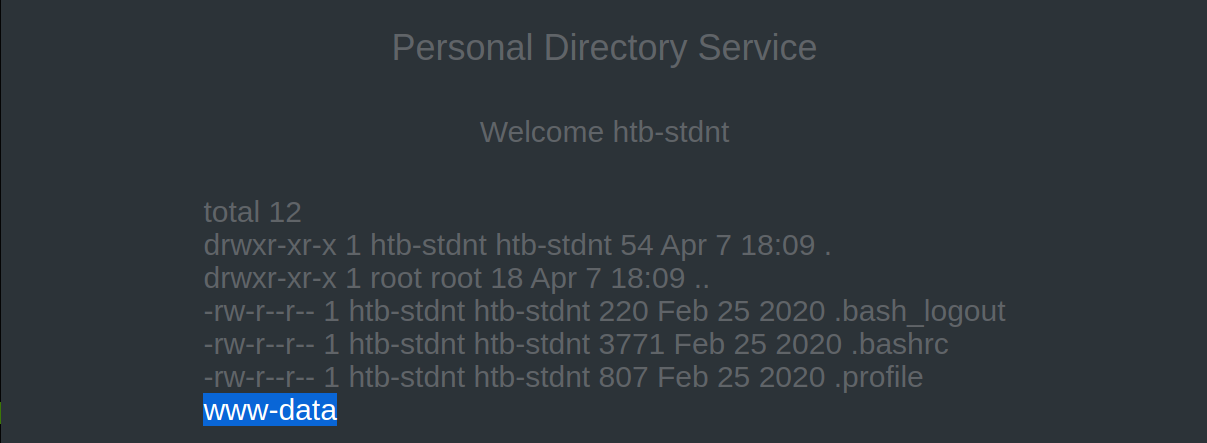 Personal Directory Service
Welcome htb-stdnt
total 12
drwxr-xr-x 1 htb-stdnt htb-stdnt 54 Apr 7 18:09 .
drwxr-xr-x 1 root root 18 Apr 7 18:09 ..
-rw-r--r-- 1 htb-stdnt htb-stdnt 220 Feb 25 2020 .bash_logout
-rw-r--r-- 1 htb-stdnt htb-stdnt 3771 Feb 25 2020 .bashrc
-rw-r--r-- 1 htb-stdnt htb-stdnt 807 Feb 25 2020 .profile
www-data